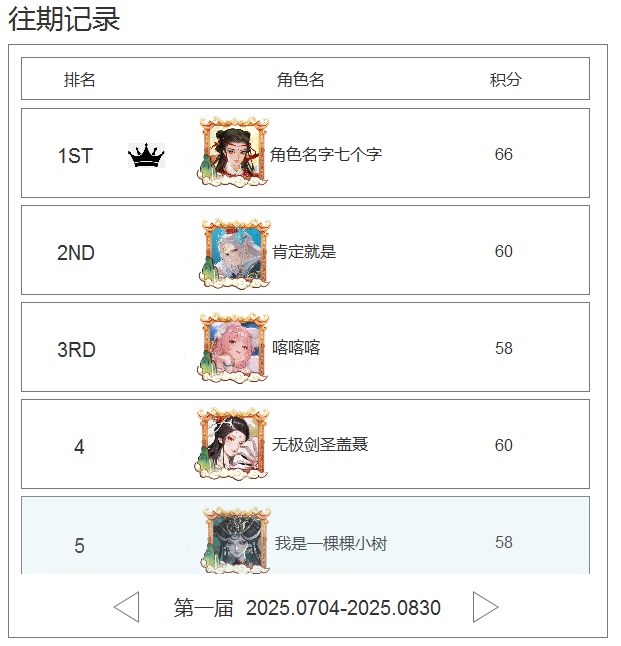 往期记录
排名 角色名 积分
1ST 角色名字七个字 66
2ND 肯定就是 60
3RD 喀喀喀 58
4 无极剑圣盖聂 60
5 我是一棵棵小树 58
第一届 2025.0704-2025.0830